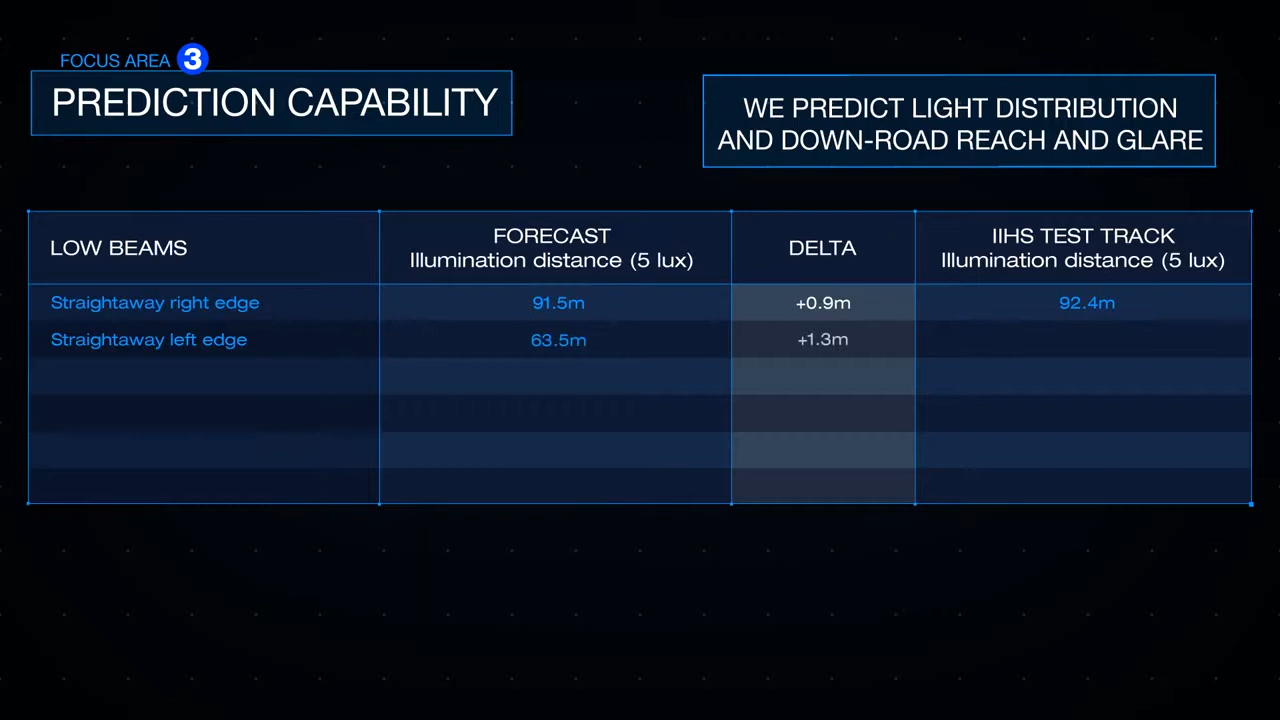 FOCUS AREA 3
PREDICTION CAPABILITY
WE PREDICT LIGHT DISTRIBUTION
AND DOWN-ROAD REACH AND GLARE
LOW BEAMS
FORECAST
Illumination distance (5 lux)
DELTA
IIHS TEST TRACK
Illumination distance (5 lux)
Straightaway right edge 91.5m +0.9m 92.4m
Straightaway left edge 63.5m +1.3m